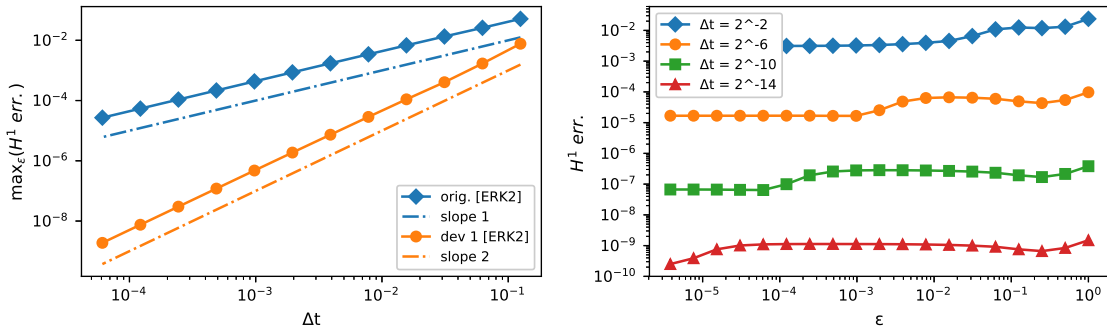 10^-2
10^-4
10^-6
10^-8
max_ε(H^1 err.)
orig. [ERK2]
slope 1
dev 1 [ERK2]
slope 2
10^-4
10^-3
10^-2
10^-1
Δt
10^-2
10^-3
10^-4
10^-5
10^-6
10^-7
10^-8
10^-9
10^-10
H^1 err.
Δt = 2^-2
Δt = 2^-6
Δt = 2^-10
Δt = 2^-14
10^-5
10^-4
10^-3
10^-2
10^-1
10^0
ε